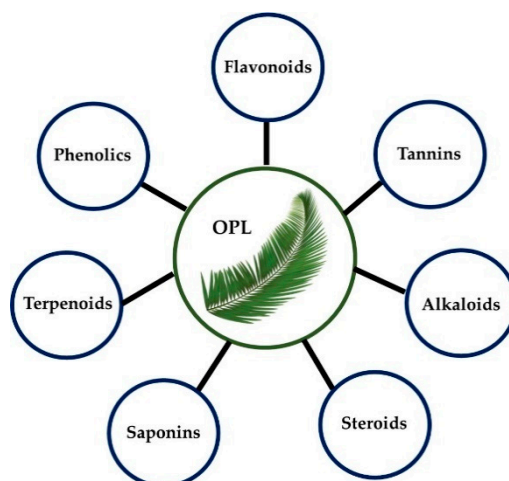 Flavonoids
Phenolics
Tannins
OPL
Terpenoids
Alkaloids
Saponins
Steroids